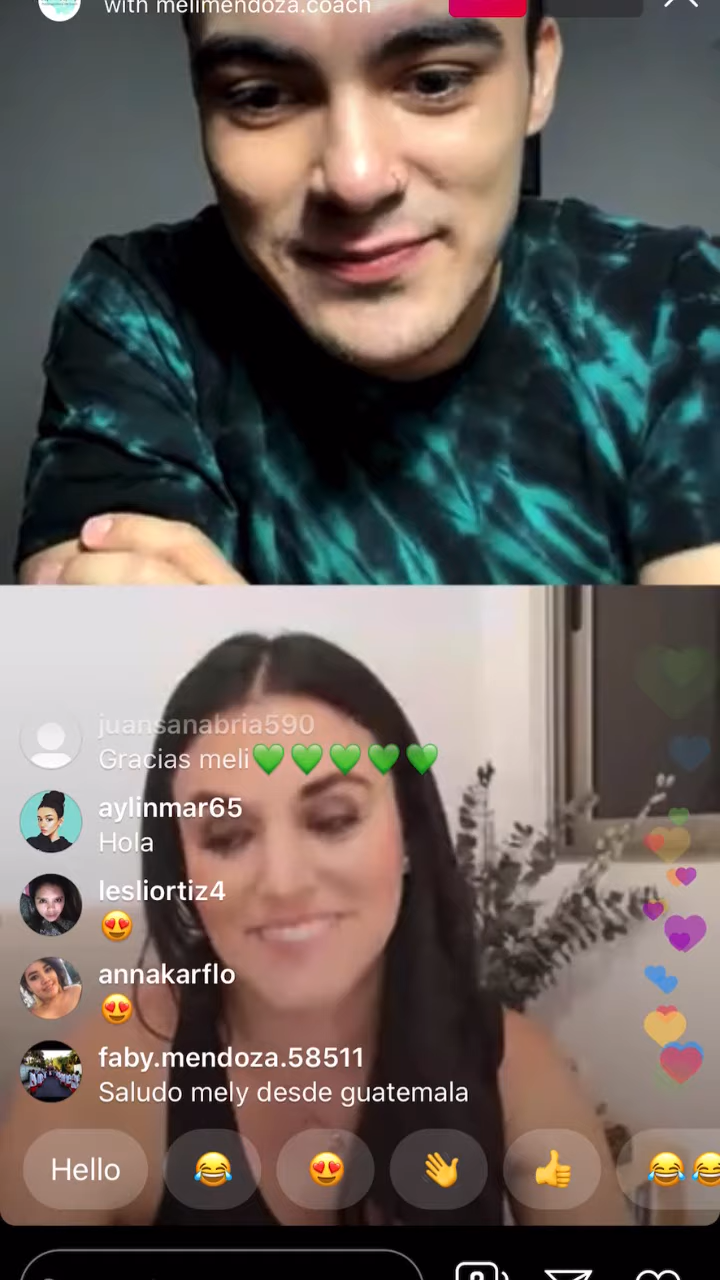 with melimendoza.coach
juansanabria590
Gracias meli💚💚💚💚💚
aylinmar65
Hola
lesliortiz4
😍
annakarflo
😍
faby.mendoza.58511
Saludo mely desde guatemala
Hello 😂 😍 👋 👍 😂😂